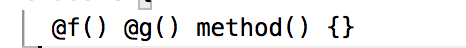 @f() @g() method() {}